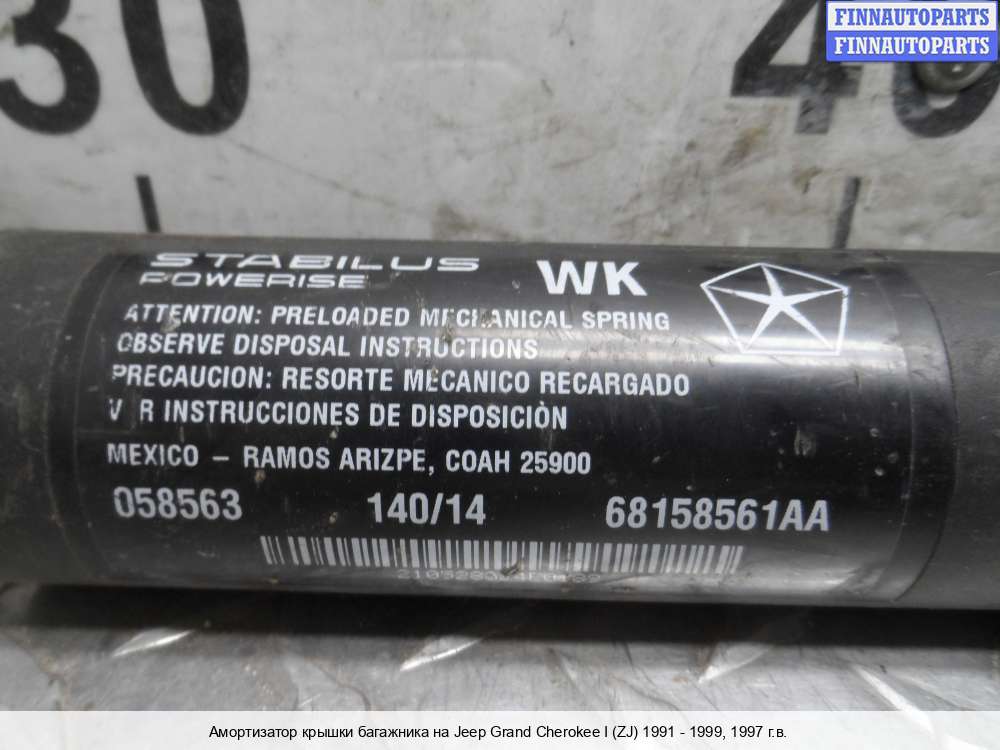 30
40
FINNAUTOPARTS
FINNAUTOPARTS
STABILUS
POWERISE
WK
ATTENTION: PRELOADED MECHANICAL SPRING
OBSERVE DISPOSAL INSTRUCTIONS
PRECAUCION: RESORTE MECANICO RECARGADO
V R INSTRUCCIONES DE DISPOSICIÒN
MEXICO – RAMOS ARIZPE, COAH 25900
058563 140/14 68158561AA
Амортизатор крышки багажника на Jeep Grand Cherokee I (ZJ) 1991 - 1999, 1997 г.в.